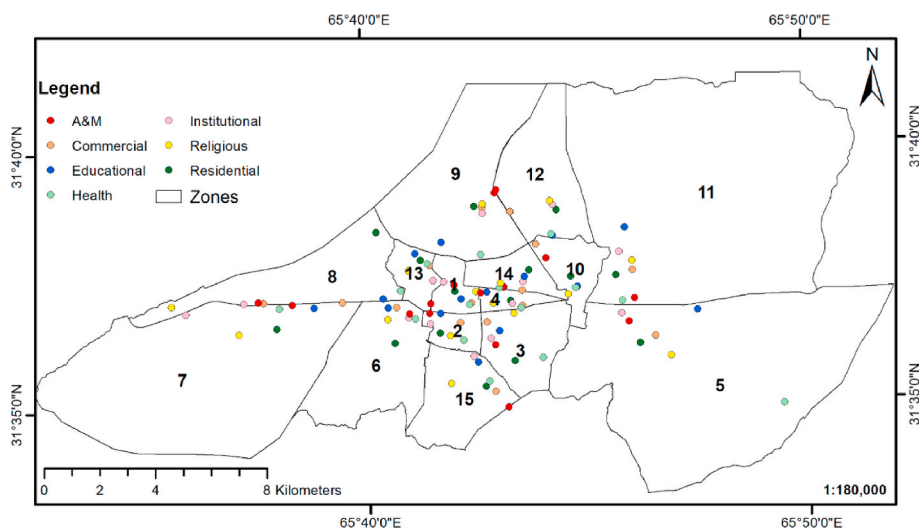 65°40'0"E 65°50'0"E
N
Legend
A&M Institutional
Commercial Religious
Educational Residential
Health Zones
31°40'0"N 31°40'0"N
9 12 11
13 14 10
8 1
4
2 3
7 6 5
15
31°35'0"N 31°35'0"N
0 2 4 8 Kilometers
1:180,000
65°40'0"E 65°50'0"E